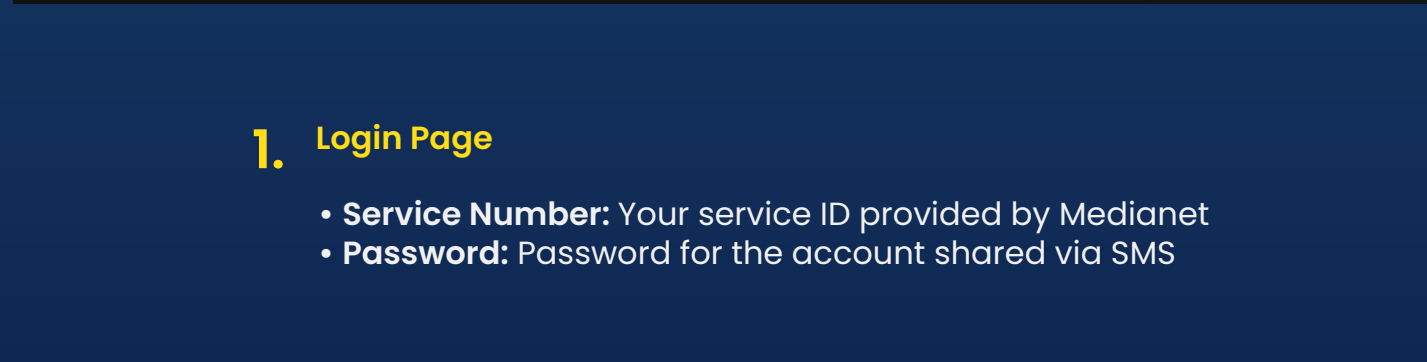 1. Login Page
• Service Number: Your service ID provided by Medianet
• Password: Password for the account shared via SMS